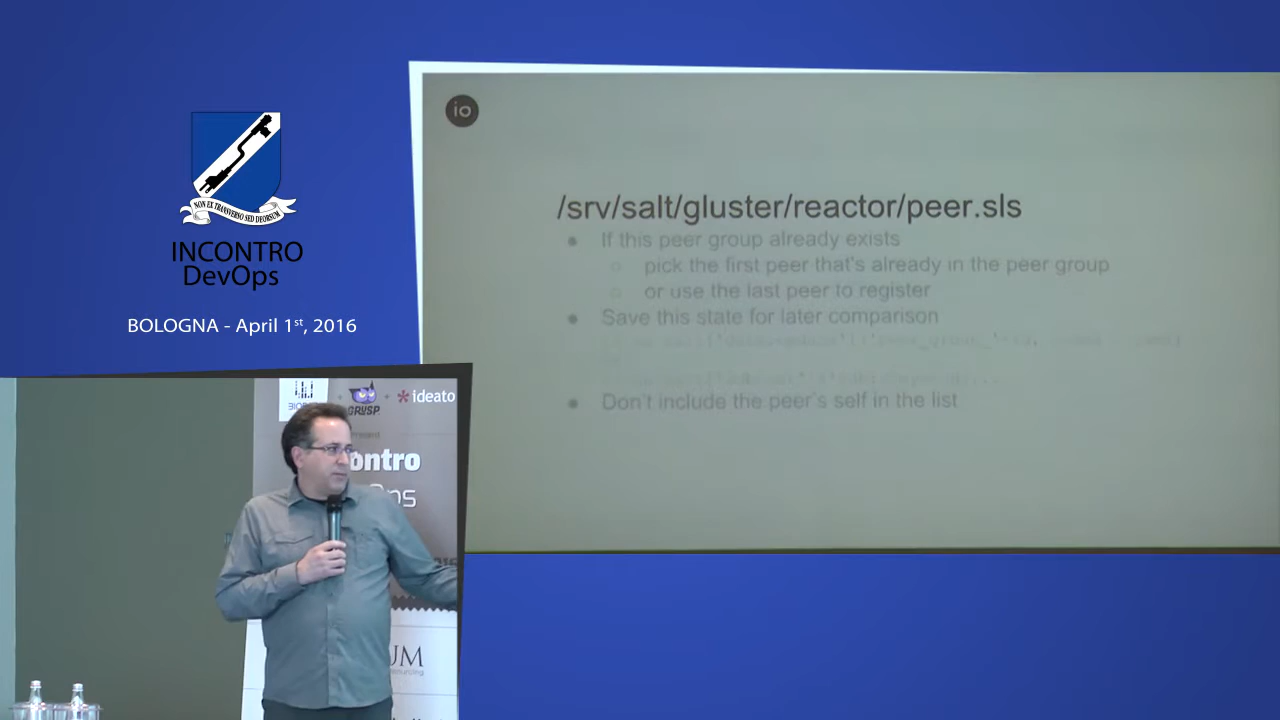 NON EX TRANSVERSO SED DEORSUM
INCONTRO
DevOps
BOLOGNA - April 1st, 2016
io
/srv/salt/gluster/reactor/peer.sls
● If this peer group already exists
○ pick the first peer that's already in the peer group
○ or use the last peer to register
● Save this state for later comparison
● Don't include the peer's self in the list
GRUSP
* ideato
present
ontro
Ops
UM